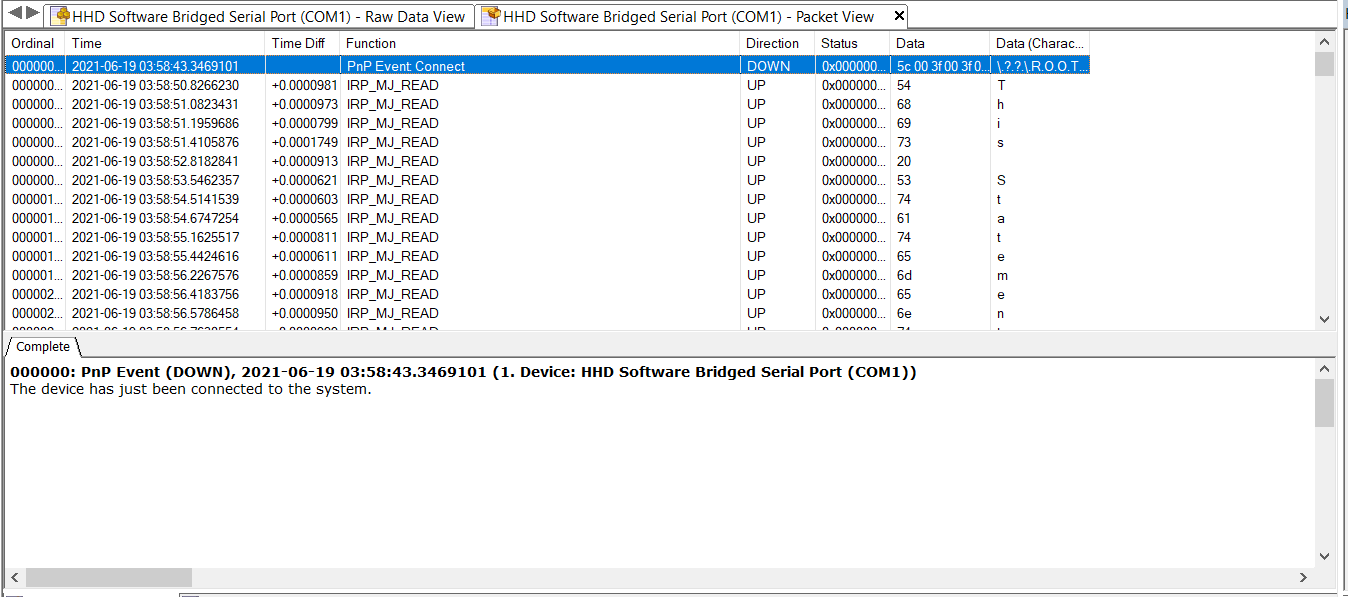 HHD Software Bridged Serial Port (COM1) - Raw Data View HHD Software Bridged Serial Port (COM1) - Packet View
Ordinal Time Time Diff Function Direction Status Data Data (Charac...
000000... 2021-06-19 03:58:43.3469101 PnP Event: Connect DOWN 0x000000... 5c 00 3f 00 3f 0... \.?.?.\.R.O.O.T...
000000... 2021-06-19 03:58:50.8266230 +0.0000981 IRP_MJ_READ UP 0x000000... 54 T
000000... 2021-06-19 03:58:51.0823431 +0.0000973 IRP_MJ_READ UP 0x000000... 68 h
000000... 2021-06-19 03:58:51.1959686 +0.0000799 IRP_MJ_READ UP 0x000000... 69 i
000000... 2021-06-19 03:58:51.4105876 +0.0001749 IRP_MJ_READ UP 0x000000... 73 s
000000... 2021-06-19 03:58:52.8182841 +0.0000913 IRP_MJ_READ UP 0x000000... 20
000000... 2021-06-19 03:58:53.5462357 +0.0000621 IRP_MJ_READ UP 0x000000... 53 S
000001... 2021-06-19 03:58:54.5141539 +0.0000603 IRP_MJ_READ UP 0x000000... 74 t
000001... 2021-06-19 03:58:54.6747254 +0.0000565 IRP_MJ_READ UP 0x000000... 61 a
000001... 2021-06-19 03:58:55.1625517 +0.0000811 IRP_MJ_READ UP 0x000000... 74 t
000001... 2021-06-19 03:58:55.4424616 +0.0000611 IRP_MJ_READ UP 0x000000... 65 e
000001... 2021-06-19 03:58:56.2267576 +0.0000859 IRP_MJ_READ UP 0x000000... 6d m
000002... 2021-06-19 03:58:56.4183756 +0.0000918 IRP_MJ_READ UP 0x000000... 65 e
000002... 2021-06-19 03:58:56.5786458 +0.0000950 IRP_MJ_READ UP 0x000000... 6e n
Complete
000000: PnP Event (DOWN), 2021-06-19 03:58:43.3469101 (1. Device: HHD Software Bridged Serial Port (COM1))
The device has just been connected to the system.